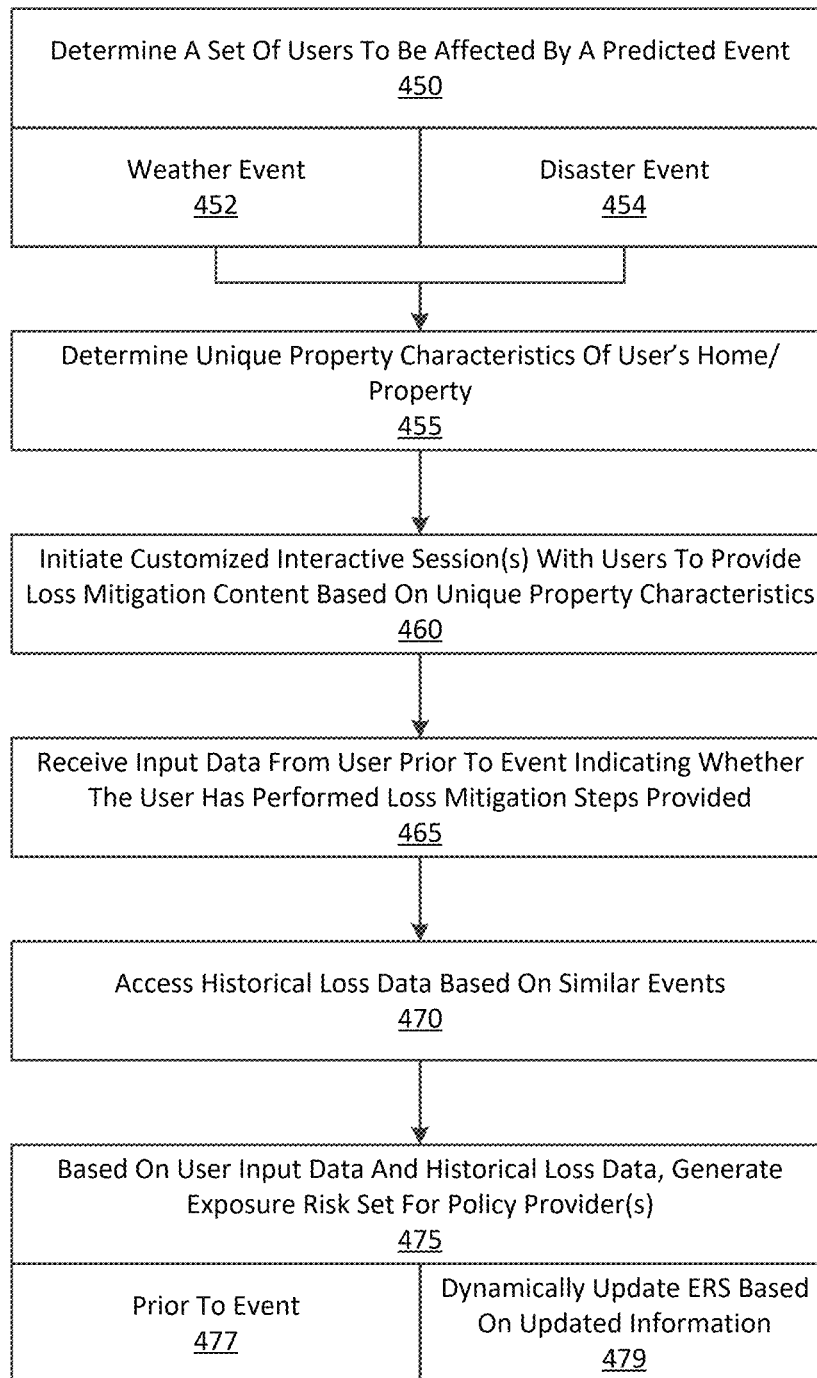 Determine A Set Of Users To Be Affected By A Predicted Event
450
Weather Event
452
Disaster Event
454
Determine Unique Property Characteristics Of User's Home/
Property
455
Initiate Customized Interactive Session(s) With Users To Provide
Loss Mitigation Content Based On Unique Property Characteristics
460
Receive Input Data From User Prior To Event Indicating Whether
The User Has Performed Loss Mitigation Steps Provided
465
Access Historical Loss Data Based On Similar Events
470
Based On User Input Data And Historical Loss Data, Generate
Exposure Risk Set For Policy Provider(s)
475
Prior To Event
477
Dynamically Update ERS Based
On Updated Information
479